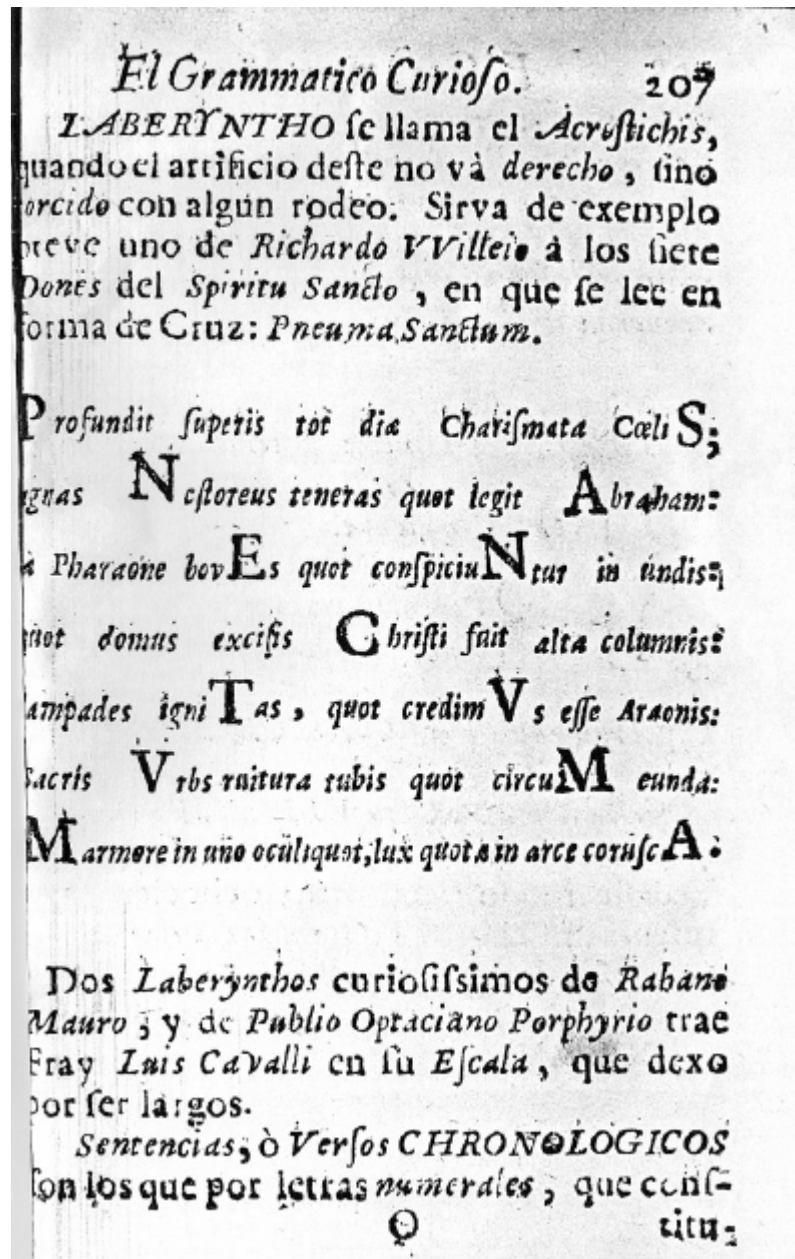 El Grammatico Curioſo. 207
LABERYNTHO ſe llama el Acroſtichis,
quando el artificio deſte no và derecho, ſino
torcido con algun rodeo. Sirva de exemplo
breve uno de Richardo VVilleio à los ſiete
Dones del Spiritu Sancto, en que ſe lee en
forma de Cruz: Pneuma Sanctum.
Profundit ſuperis tot dia Chariſmata CœliS;
agnas Neſtoreus teneras quot legit Abraham:
à Pharaone bovEs quot conſpiciuNtur in undis:
quot domus exciſis Chriſti fuit alta columnis:
lampades igniTas, quot credimVs eſſe Araonis:
Sacris Vrbs ruitura tubis quot circuiM eunda:
Marmore in uno oculi quot, lux quota in arce coruſcA.
Dos Laberynthos curioſiſsimos de Rabano
Mauro; y de Publio Optaciano Porphyrio trae
Fray Luis Cavalli en ſu Eſcala, que dexo
por ſer largos.
Sentencias, ò Verſos CHRONOLOGICOS
ſon los que por letras numerales, que conſ-
O titu-